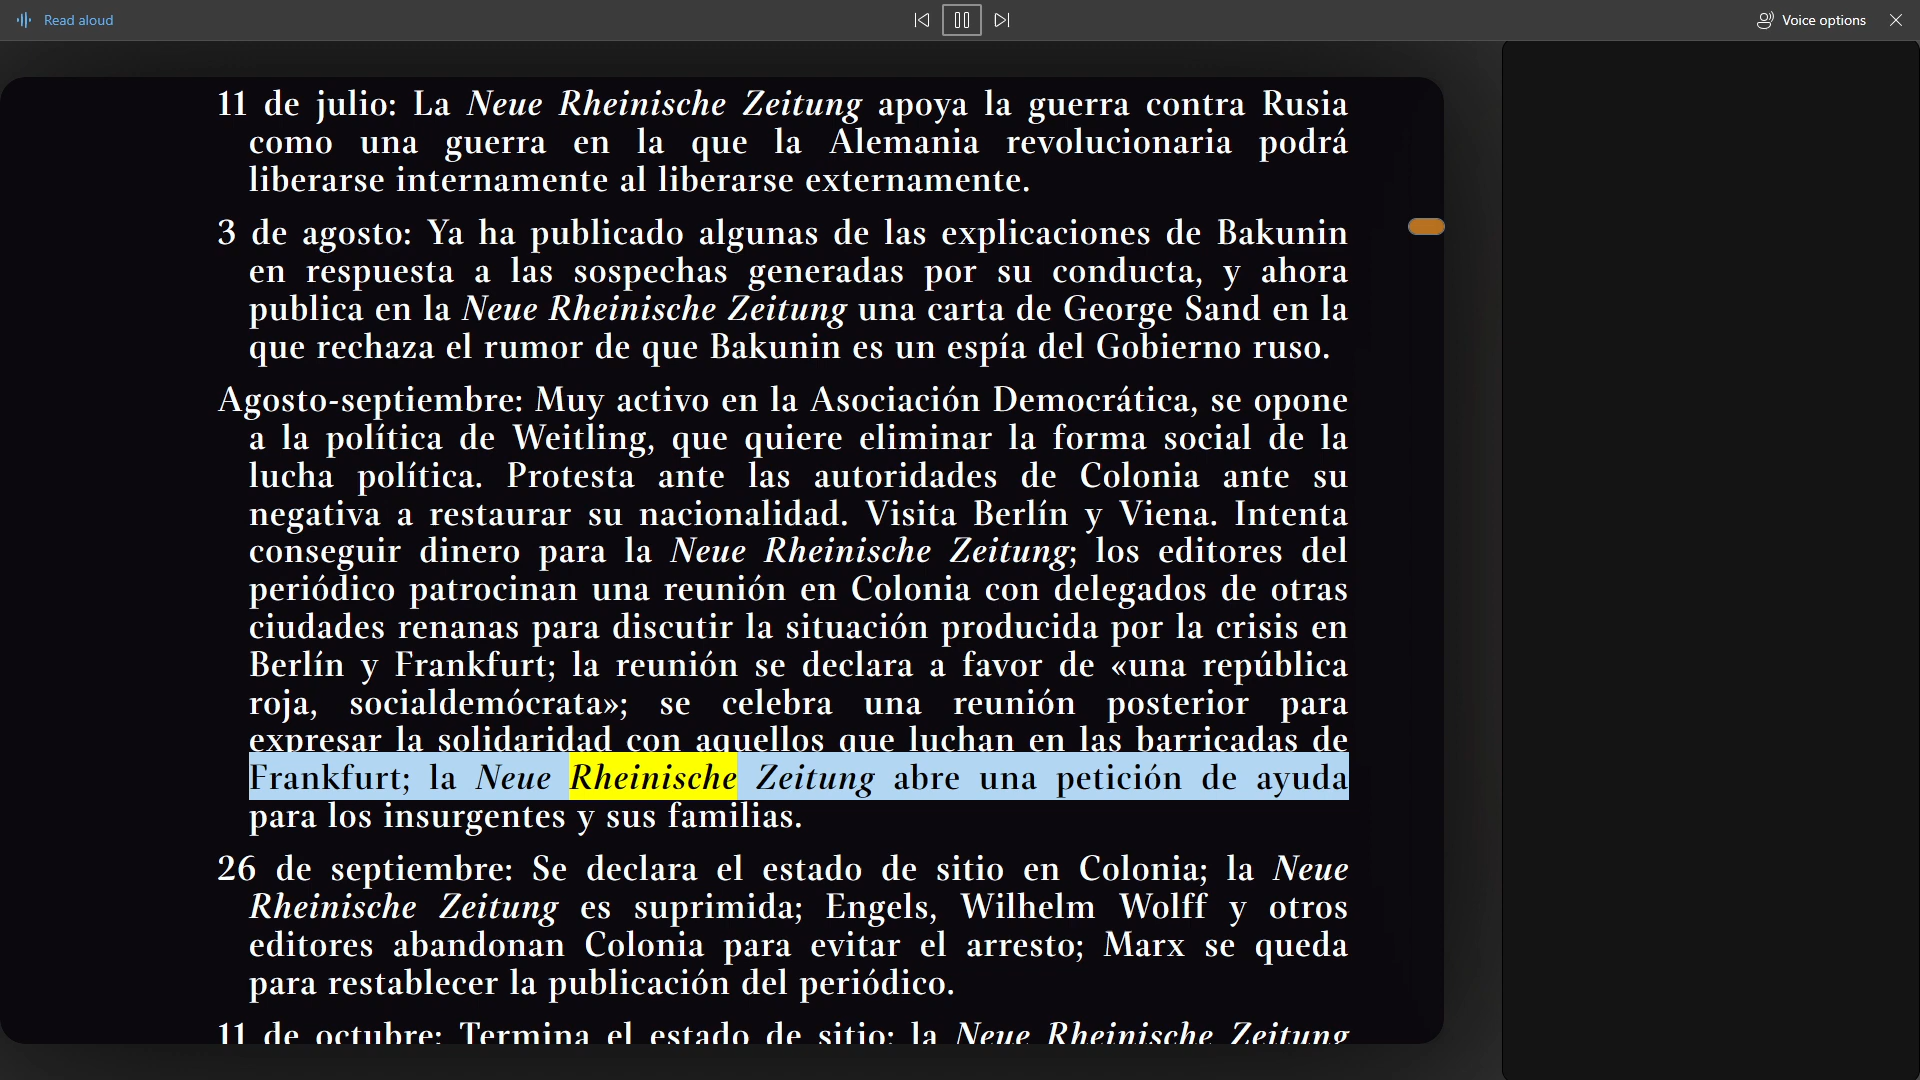 Read aloud
Voice options
11 de julio: La Neue Rheinische Zeitung apoya la guerra contra Rusia
como una guerra en la que la Alemania revolucionaria podrá
liberarse internamente al liberarse externamente.
3 de agosto: Ya ha publicado algunas de las explicaciones de Bakunin
en respuesta a las sospechas generadas por su conducta, y ahora
publica en la Neue Rheinische Zeitung una carta de George Sand en la
que rechaza el rumor de que Bakunin es un espía del Gobierno ruso.
Agosto-septiembre: Muy activo en la Asociación Democrática, se opone
a la política de Weitling, que quiere eliminar la forma social de la
lucha política. Protesta ante las autoridades de Colonia ante su
negativa a restaurar su nacionalidad. Visita Berlín y Viena. Intenta
conseguir dinero para la Neue Rheinische Zeitung; los editores del
periódico patrocinan una reunión en Colonia con delegados de otras
ciudades renanas para discutir la situación producida por la crisis en
Berlín y Frankfurt; la reunión se declara a favor de «una república
roja, socialdemócrata»; se celebra una reunión posterior para
expresar la solidaridad con aquellos que luchan en las barricadas de
Frankfurt; la Neue Rheinische Zeitung abre una petición de ayuda
para los insurgentes y sus familias.
26 de septiembre: Se declara el estado de sitio en Colonia; la Neue
Rheinische Zeitung es suprimida; Engels, Wilhelm Wolff y otros
editores abandonan Colonia para evitar el arresto; Marx se queda
para restablecer la publicación del periódico.
11 de octubre: Termina el estado de sitio; la Neue Rheinische Zeitung